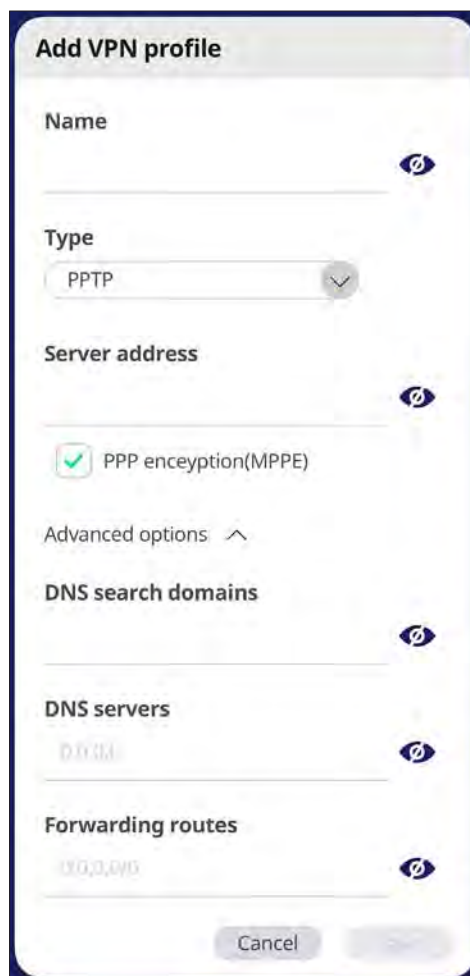 Add VPN profile
Name
Type
PPTP
Server address
PPP enceyption(MPPE)
Advanced options
DNS search domains
DNS servers
Forwarding routes
Cancel